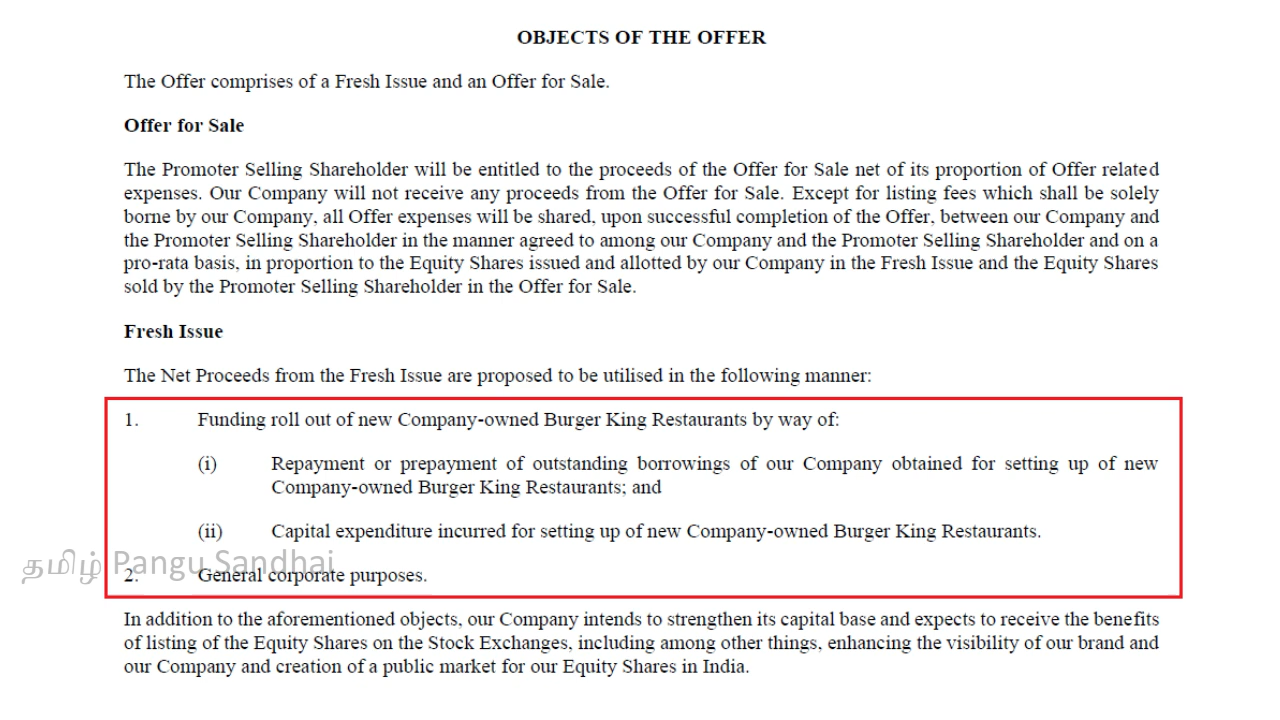 OBJECTS OF THE OFFER
The Offer comprises of a Fresh Issue and an Offer for Sale.
Offer for Sale
The Promoter Selling Shareholder will be entitled to the proceeds of the Offer for Sale net of its proportion of Offer related
expenses. Our Company will not receive any proceeds from the Offer for Sale. Except for listing fees which shall be solely
borne by our Company, all Offer expenses will be shared, upon successful completion of the Offer, between our Company and
the Promoter Selling Shareholder in the manner agreed to among our Company and the Promoter Selling Shareholder and on a
pro-rata basis, in proportion to the Equity Shares issued and allotted by our Company in the Fresh Issue and the Equity Shares
sold by the Promoter Selling Shareholder in the Offer for Sale.
Fresh Issue
The Net Proceeds from the Fresh Issue are proposed to be utilised in the following manner:
1. Funding roll out of new Company-owned Burger King Restaurants by way of:
(i) Repayment or prepayment of outstanding borrowings of our Company obtained for setting up of new
Company-owned Burger King Restaurants; and
(ii) Capital expenditure incurred for setting up of new Company-owned Burger King Restaurants.
தமிழ் Pangu Sandhai
2. General corporate purposes.
In addition to the aforementioned objects, our Company intends to strengthen its capital base and expects to receive the benefits
of listing of the Equity Shares on the Stock Exchanges, including among other things, enhancing the visibility of our brand and
our Company and creation of a public market for our Equity Shares in India.